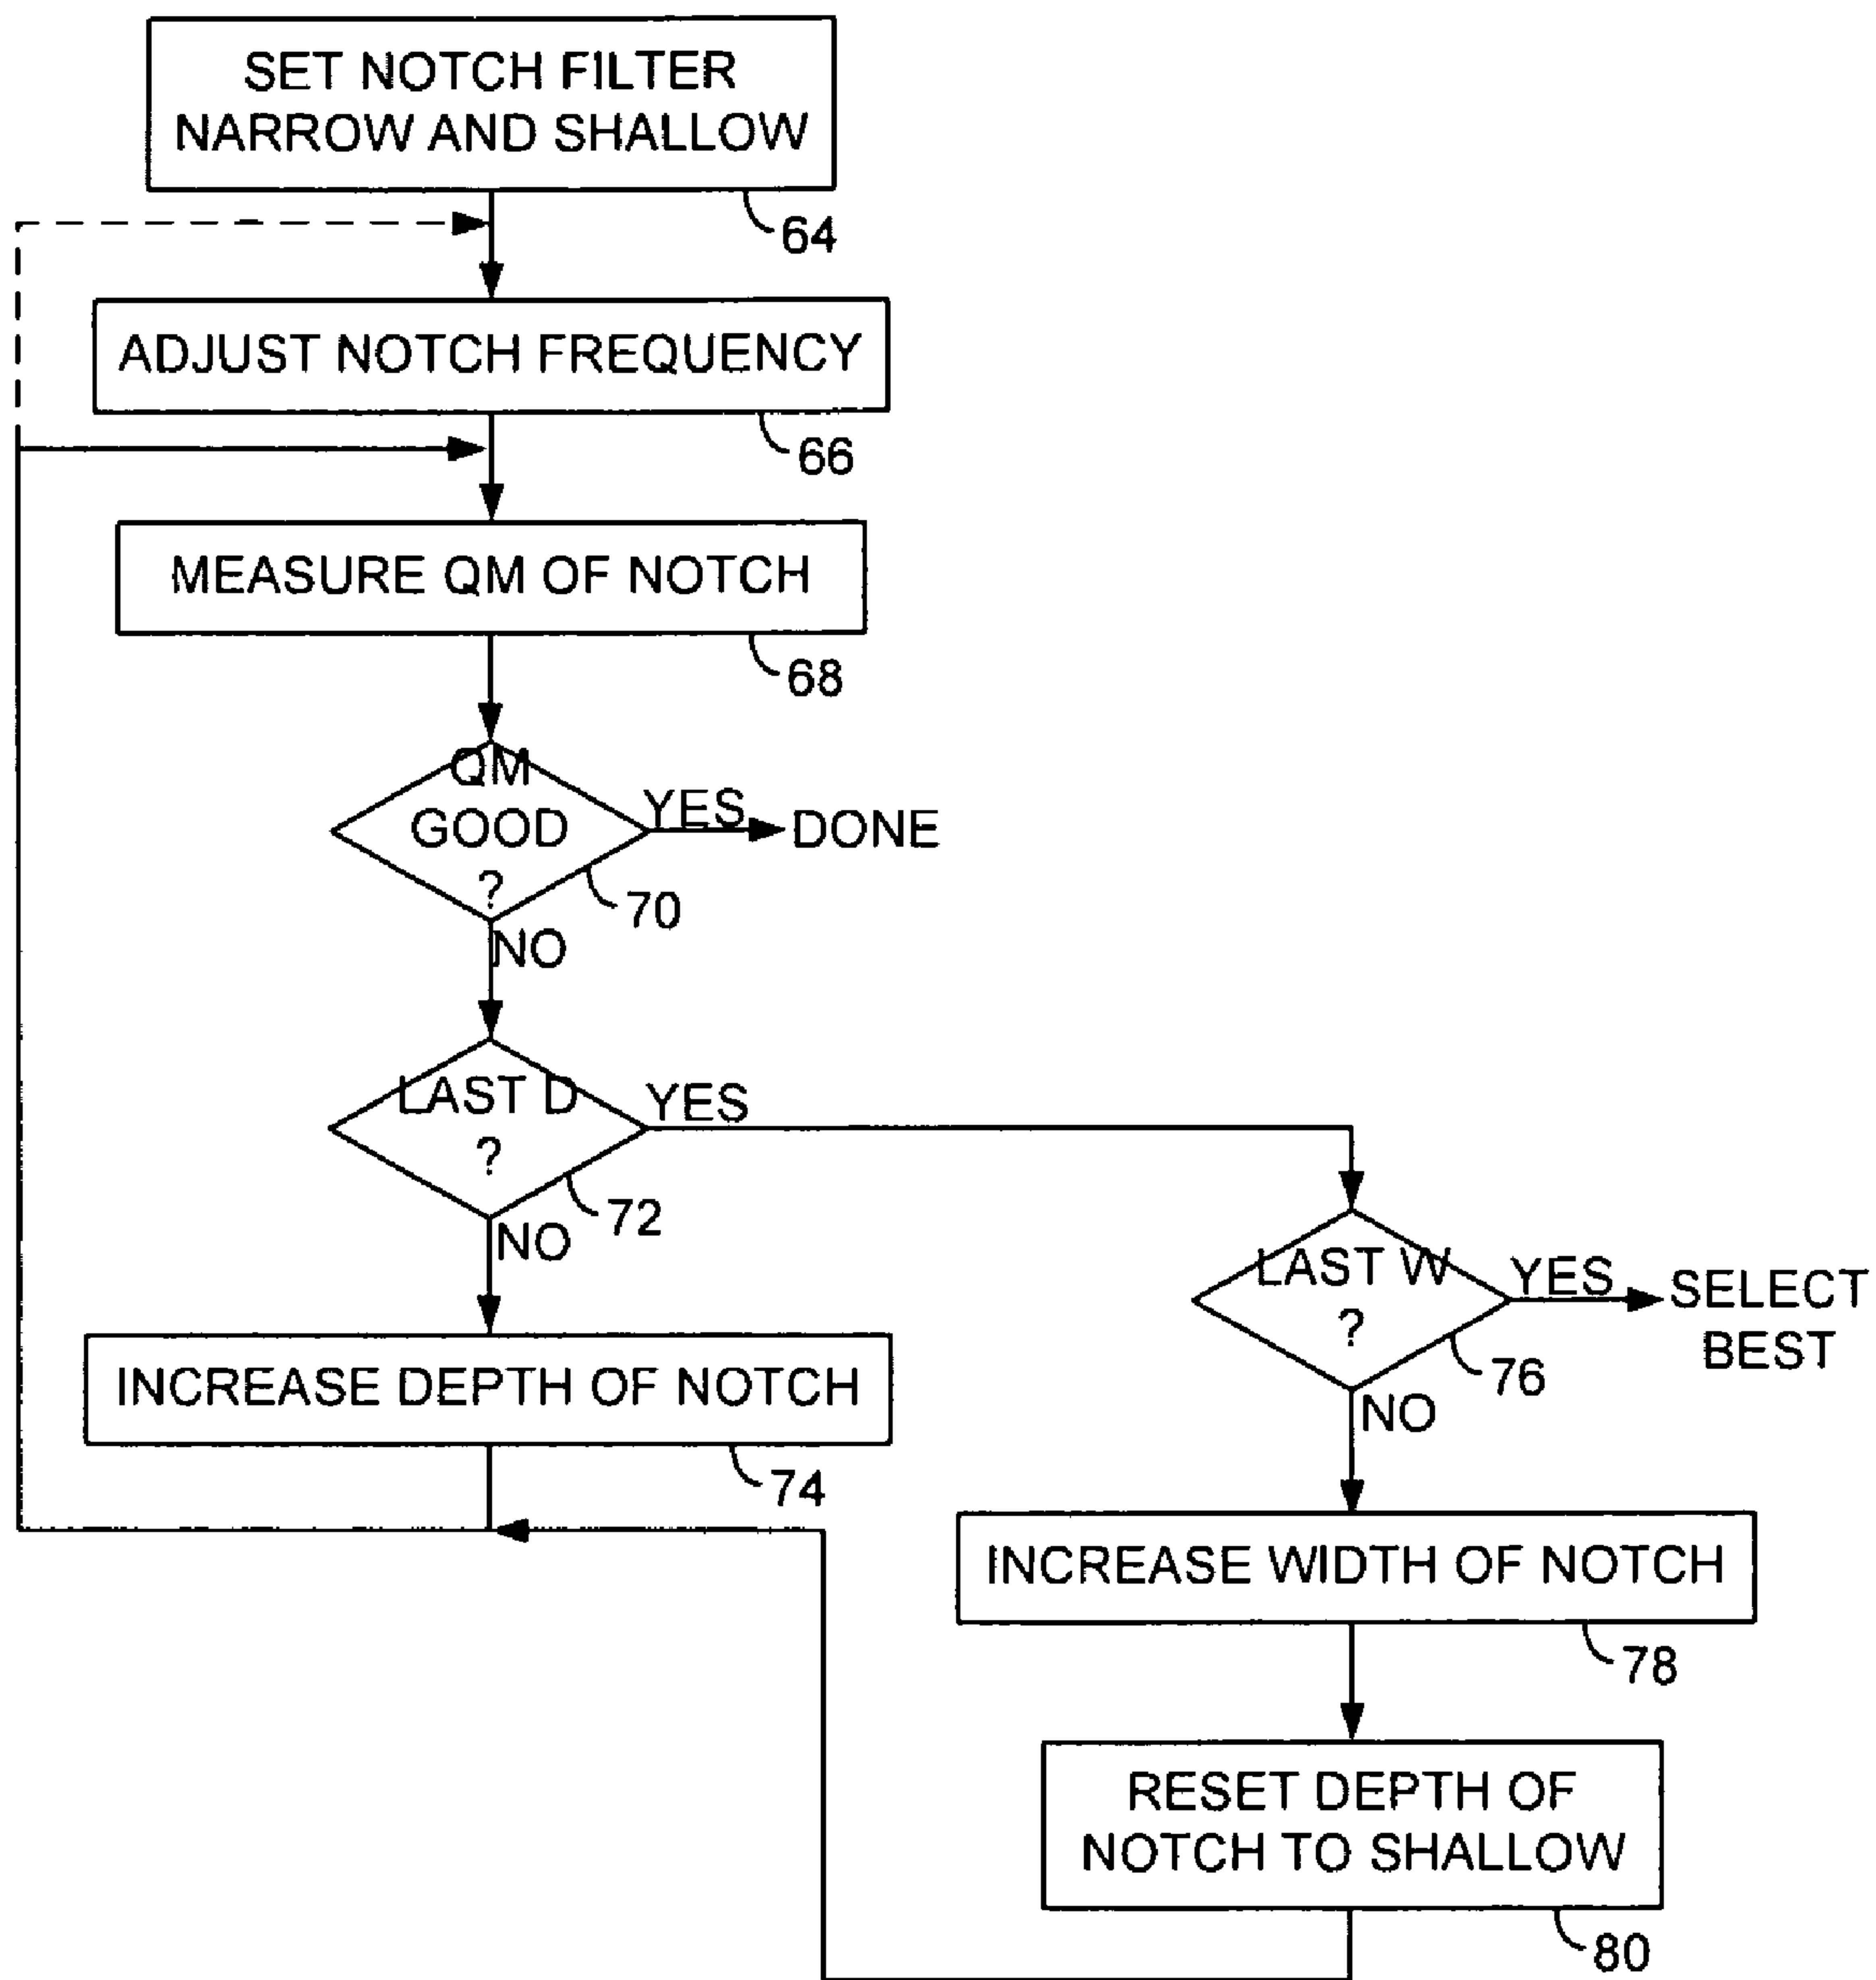 SET NOTCH FILTER
NARROW AND SHALLOW
64
ADJUST NOTCH FREQUENCY
66
MEASURE QM OF NOTCH
68
QM
GOOD
?
YES
DONE
70
NO
LAST D
?
YES
72
NO
LAST W
?
YES
SELECT
BEST
76
NO
INCREASE DEPTH OF NOTCH
74
INCREASE WIDTH OF NOTCH
78
RESET DEPTH OF
NOTCH TO SHALLOW
80